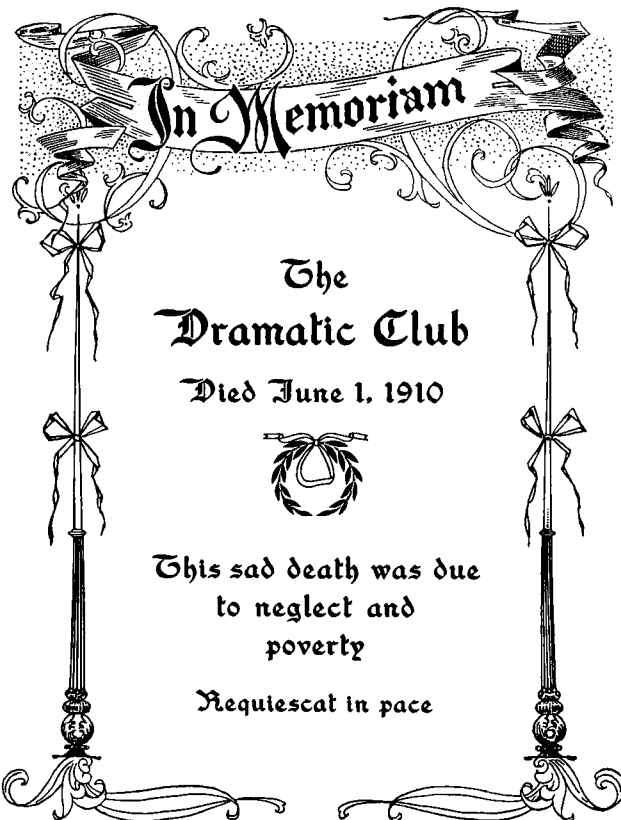 In Memoriam
The
Dramatic Club
Died June 1, 1910
This sad death was due
to neglect and
poverty
Requiescat in pace